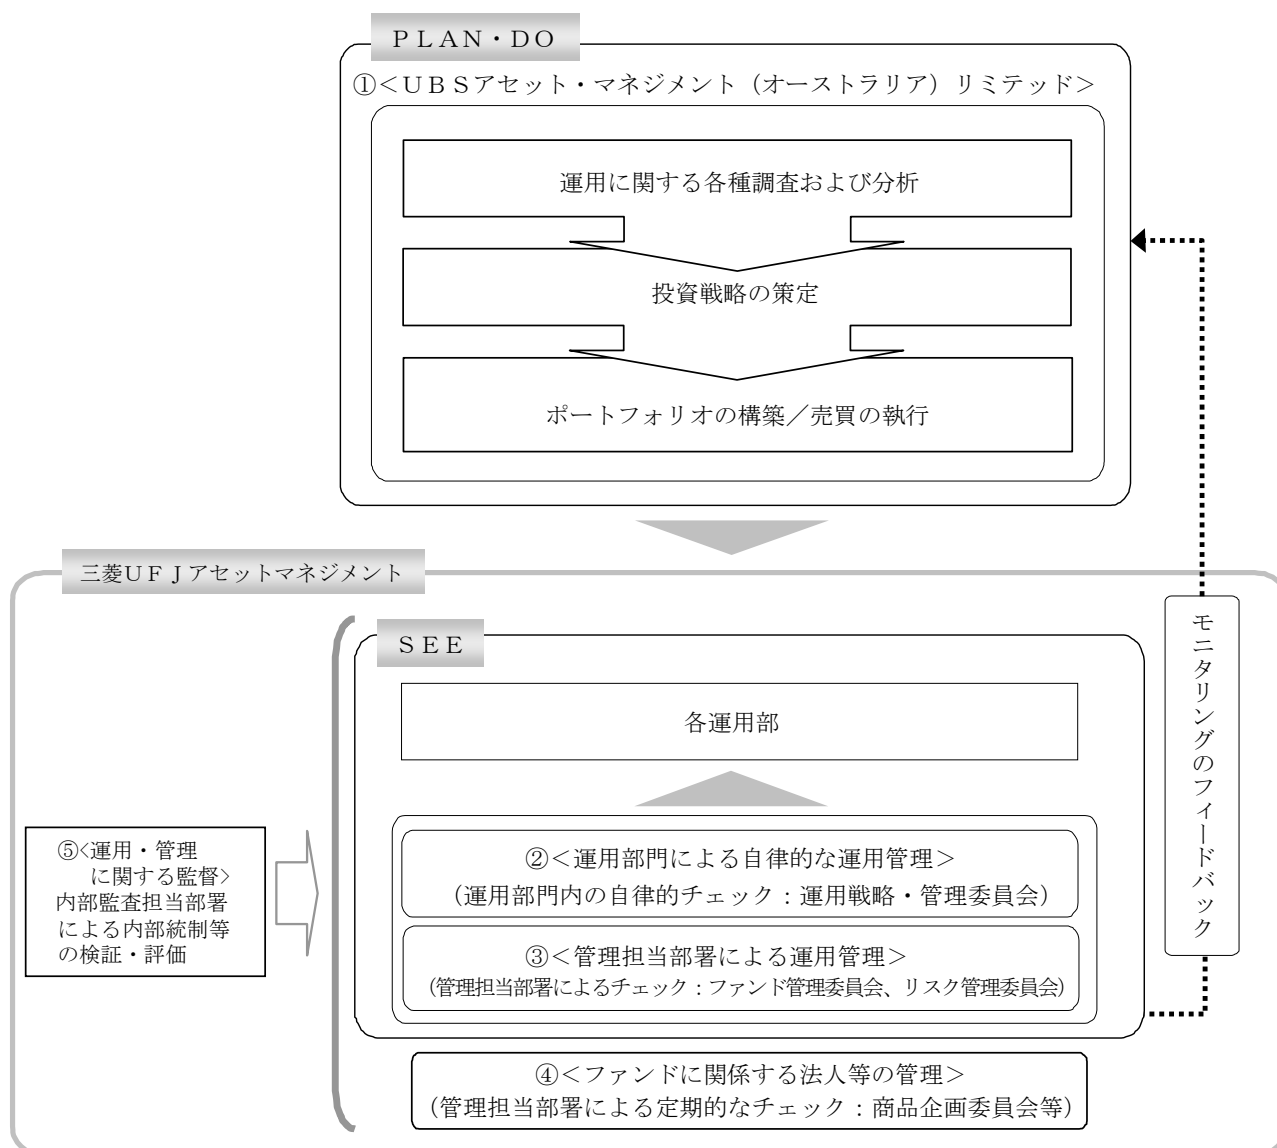 ＰＬＡＮ・ＤＯ
①＜ＵＢＳアセット・マネジメント（オーストラリア）リミテッド＞
運用に関する各種調査および分析
投資戦略の策定
ポートフォリオの構築／売買の執行
三菱ＵＦＪアセットマネジメント
ＳＥＥ
各運用部
②＜運用部門による自律的な運用管理＞
（運用部門内の自律的チェック：運用戦略・管理委員会）
③＜管理担当部署による運用管理＞
（管理担当部署によるチェック：ファンド管理委員会、リスク管理委員会）
④＜ファンドに関係する法人等の管理＞
（管理担当部署による定期的なチェック：商品企画委員会等）
⑤<運用・管理
に関する監督>
内部監査担当部署
による内部統制等
の検証・評価
モニタリングのフィードバック